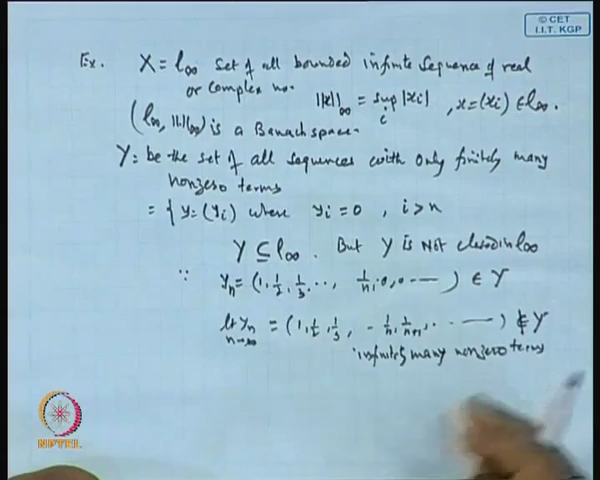 © CET
I.I.T. KGP
Ex. X = l∞ set of all bounded infinite sequence of real
or complex no. ||x||∞ = sup_i |xi| , x=(xi) ∈ l∞.
(l∞, ||.||∞) is a Banach space.
Y = be the set of all sequences with only finitely many
nonzero terms
= { y=(yi) where yi = 0 , i > n
Y ⊆ l∞ . But Y is Not closed in l∞
∵ yn = (1, 1/2, 1/3, .., 1/n, 0, 0 ---- ) ∈ Y
lt yn n→∞ = (1, 1/2, 1/3, - 1/n, 1/n+1, . . ---- ) ∉ Y
infinitely many nonzero terms
NPTEL